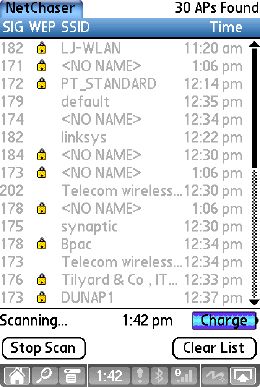 NetChaser 30 APs Found
SIG WEP SSID Time
182 LJ-WLAN 11:20 am
171 <NO NAME> 1:06 pm
172 PT_STANDARD 12:14 pm
179 default 12:35 pm
174 <NO NAME> 12:34 pm
182 linksys 12:22 pm
184 <NO NAME> 12:30 pm
173 <NO NAME> 1:06 pm
202 Telecom wireless... 12:30 pm
178 <NO NAME> 1:06 pm
175 synaptic 12:30 pm
178 Bpac 12:34 pm
173 Telecom wireless... 12:34 pm
176 Tilyard & Co , IT... 12:33 pm
173 DUNAP1 12:37 pm
Scanning... 1:42 pm Charge
Stop Scan Clear List
1:42